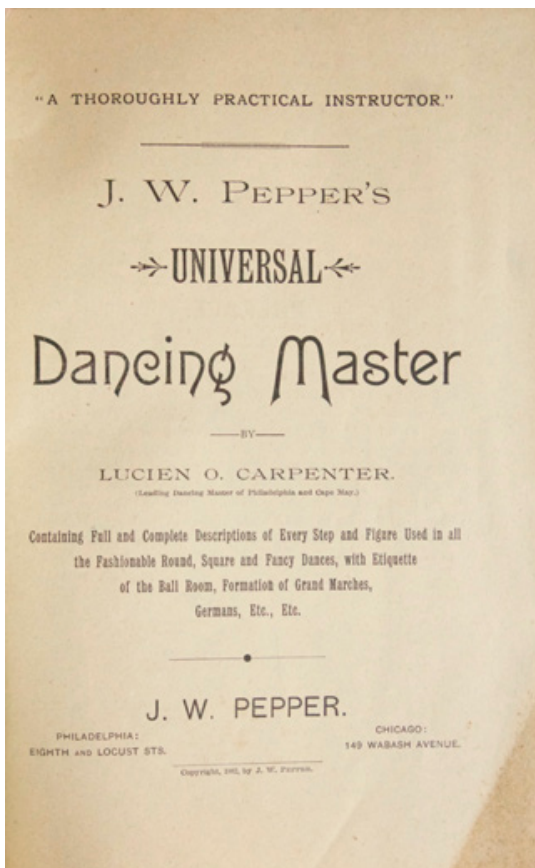 "A THOROUGHLY PRACTICAL INSTRUCTOR."
J. W. PEPPER'S
UNIVERSAL
Dancing Master
BY
LUCIEN O. CARPENTER.
(Leading Dancing Master of Philadelphia and Cape May.)
Containing Full and Complete Descriptions of Every Step and Figure Used in all
the Fashionable Round, Square and Fancy Dances, with Etiquette
of the Ball Room, Formation of Grand Marches,
Germans, Etc., Etc.
J. W. PEPPER.
PHILADELPHIA:
EIGHTH AND LOCUST STS.
CHICAGO:
149 WABASH AVENUE.
Copyright, by J. W. PEPPER.